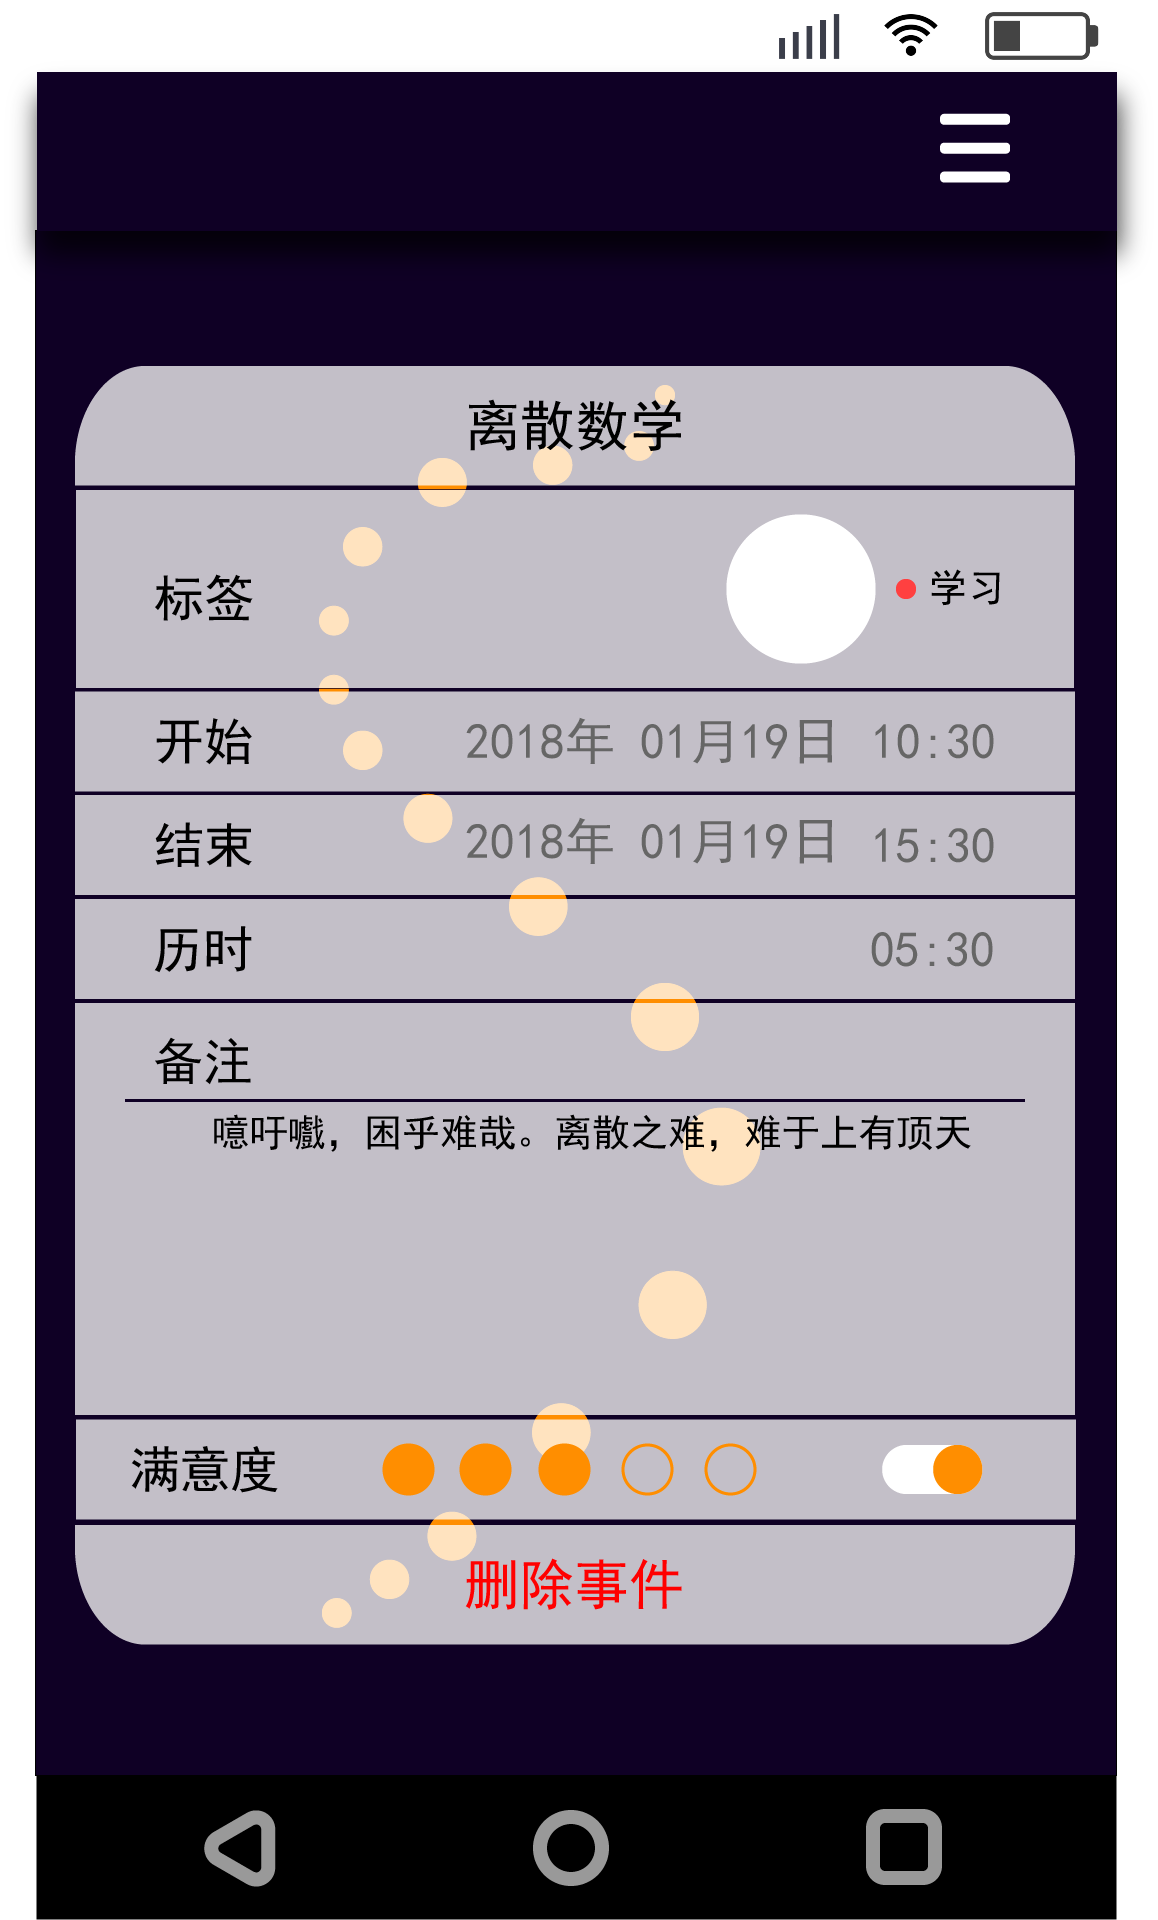 离散数学
标签 学习
开始 2018年 01月19日 10:30
结束 2018年 01月19日 15:30
历时 05:30
备注
噫吁嚱，困乎难哉。离散之难，难于上有顶天
满意度
删除事件